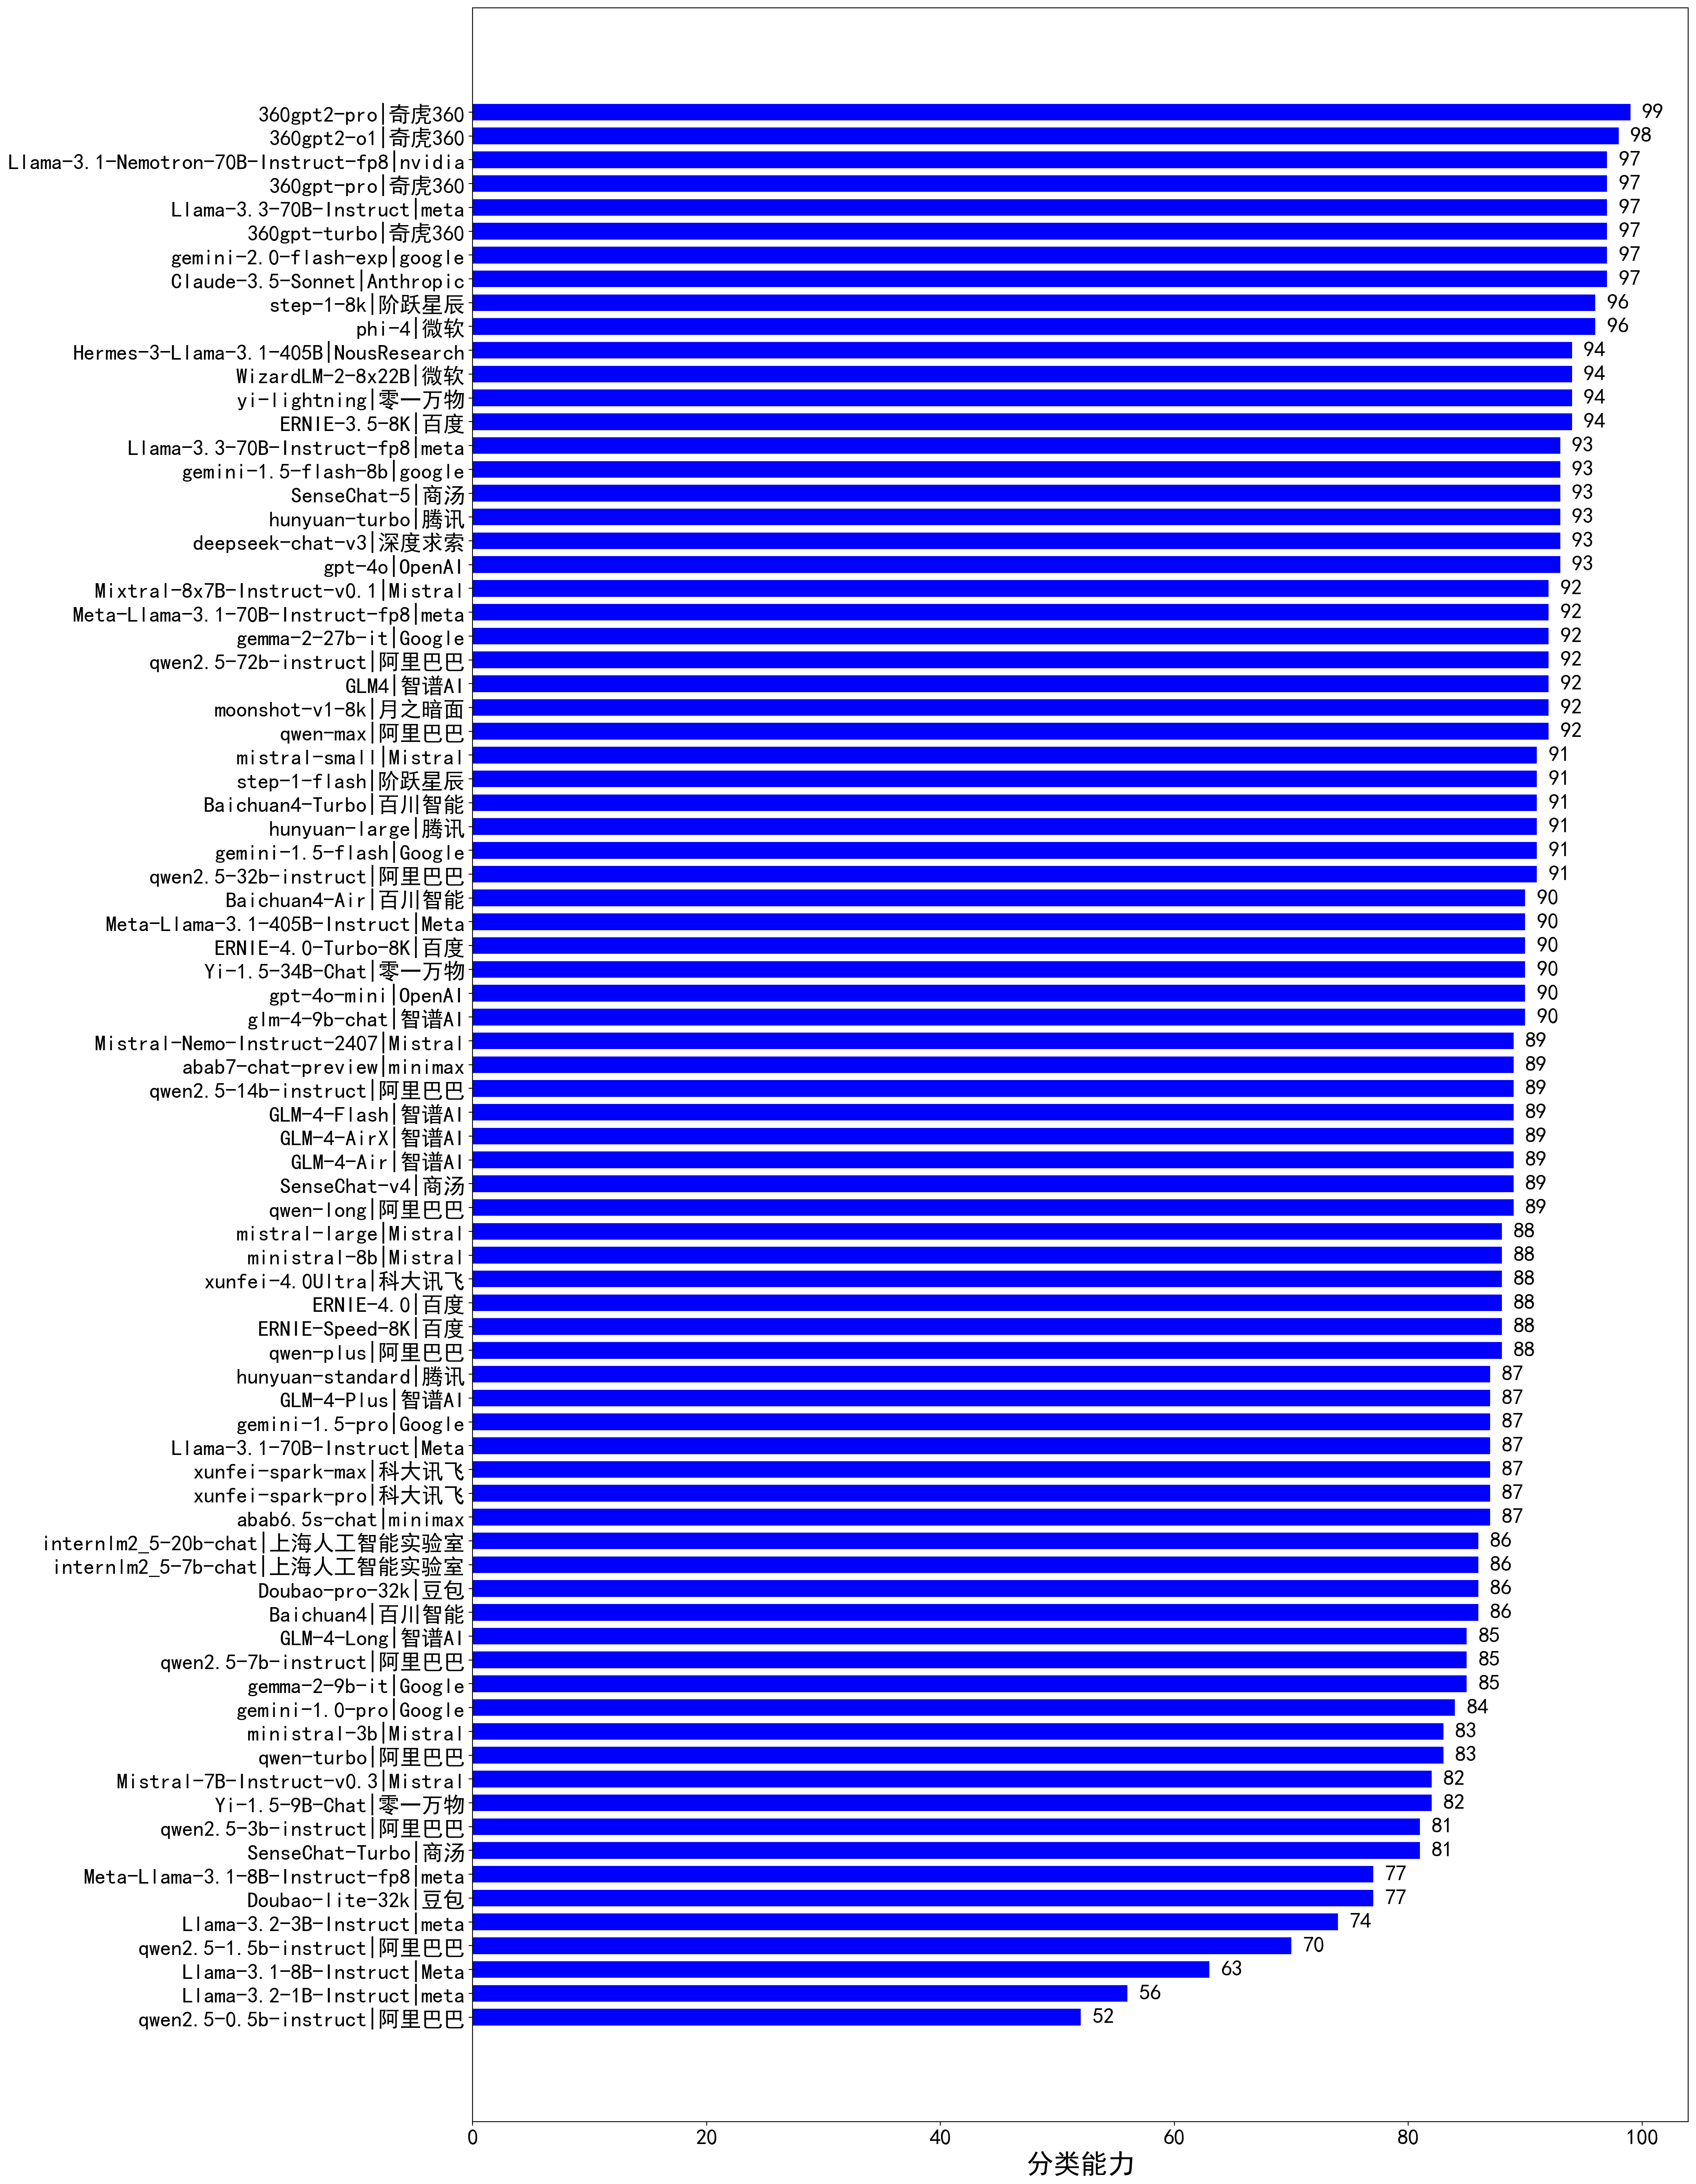 360gpt2-pro|奇虎360 99
360gpt2-o1|奇虎360 98
Llama-3.1-Nemotron-70B-Instruct-fp8|nvidia 97
360gpt-pro|奇虎360 97
Llama-3.3-70B-Instruct|meta 97
360gpt-turbo|奇虎360 97
gemini-2.0-flash-exp|google 97
Claude-3.5-Sonnet|Anthropic 97
step-1-8k|阶跃星辰 96
phi-4|微软 96
Hermes-3-Llama-3.1-405B|NousResearch 94
WizardLM-2-8x22B|微软 94
yi-lightning|零一万物 94
ERNIE-3.5-8K|百度 94
Llama-3.3-70B-Instruct-fp8|meta 93
gemini-1.5-flash-8b|google 93
SenseChat-5|商汤 93
hunyuan-turbo|腾讯 93
deepseek-chat-v3|深度求索 93
gpt-4o|OpenAI 93
Mixtral-8x7B-Instruct-v0.1|Mistral 92
Meta-Llama-3.1-70B-Instruct-fp8|meta 92
gemma-2-27b-it|Google 92
qwen2.5-72b-instruct|阿里巴巴 92
GLM4|智谱AI 92
moonshot-v1-8k|月之暗面 92
qwen-max|阿里巴巴 92
mistral-small|Mistral 91
step-1-flash|阶跃星辰 91
Baichuan4-Turbo|百川智能 91
hunyuan-large|腾讯 91
gemini-1.5-flash|Google 91
qwen2.5-32b-instruct|阿里巴巴 91
Baichuan4-Air|百川智能 90
Meta-Llama-3.1-405B-Instruct|Meta 90
ERNIE-4.0-Turbo-8K|百度 90
Yi-1.5-34B-Chat|零一万物 90
gpt-4o-mini|OpenAI 90
glm-4-9b-chat|智谱AI 90
Mistral-Nemo-Instruct-2407|Mistral 89
abab7-chat-preview|minimax 89
qwen2.5-14b-instruct|阿里巴巴 89
GLM-4-Flash|智谱AI 89
GLM-4-AirX|智谱AI 89
GLM-4-Air|智谱AI 89
SenseChat-v4|商汤 89
qwen-long|阿里巴巴 89
mistral-large|Mistral 88
ministral-8b|Mistral 88
xunfei-4.0Ultra|科大讯飞 88
ERNIE-4.0|百度 88
ERNIE-Speed-8K|百度 88
qwen-plus|阿里巴巴 88
hunyuan-standard|腾讯 87
GLM-4-Plus|智谱AI 87
gemini-1.5-pro|Google 87
Llama-3.1-70B-Instruct|Meta 87
xunfei-spark-max|科大讯飞 87
xunfei-spark-pro|科大讯飞 87
abab6.5s-chat|minimax 87
internlm2_5-20b-chat|上海人工智能实验室 86
internlm2_5-7b-chat|上海人工智能实验室 86
Doubao-pro-32k|豆包 86
Baichuan4|百川智能 86
GLM-4-Long|智谱AI 85
qwen2.5-7b-instruct|阿里巴巴 85
gemma-2-9b-it|Google 85
gemini-1.0-pro|Google 84
ministral-3b|Mistral 83
qwen-turbo|阿里巴巴 83
Mistral-7B-Instruct-v0.3|Mistral 82
Yi-1.5-9B-Chat|零一万物 82
qwen2.5-3b-instruct|阿里巴巴 81
SenseChat-Turbo|商汤 81
Meta-Llama-3.1-8B-Instruct-fp8|meta 77
Doubao-lite-32k|豆包 77
Llama-3.2-3B-Instruct|meta 74
qwen2.5-1.5b-instruct|阿里巴巴 70
Llama-3.1-8B-Instruct|Meta 63
Llama-3.2-1B-Instruct|meta 56
qwen2.5-0.5b-instruct|阿里巴巴 52
0 20 40 60 80 100
分类能力